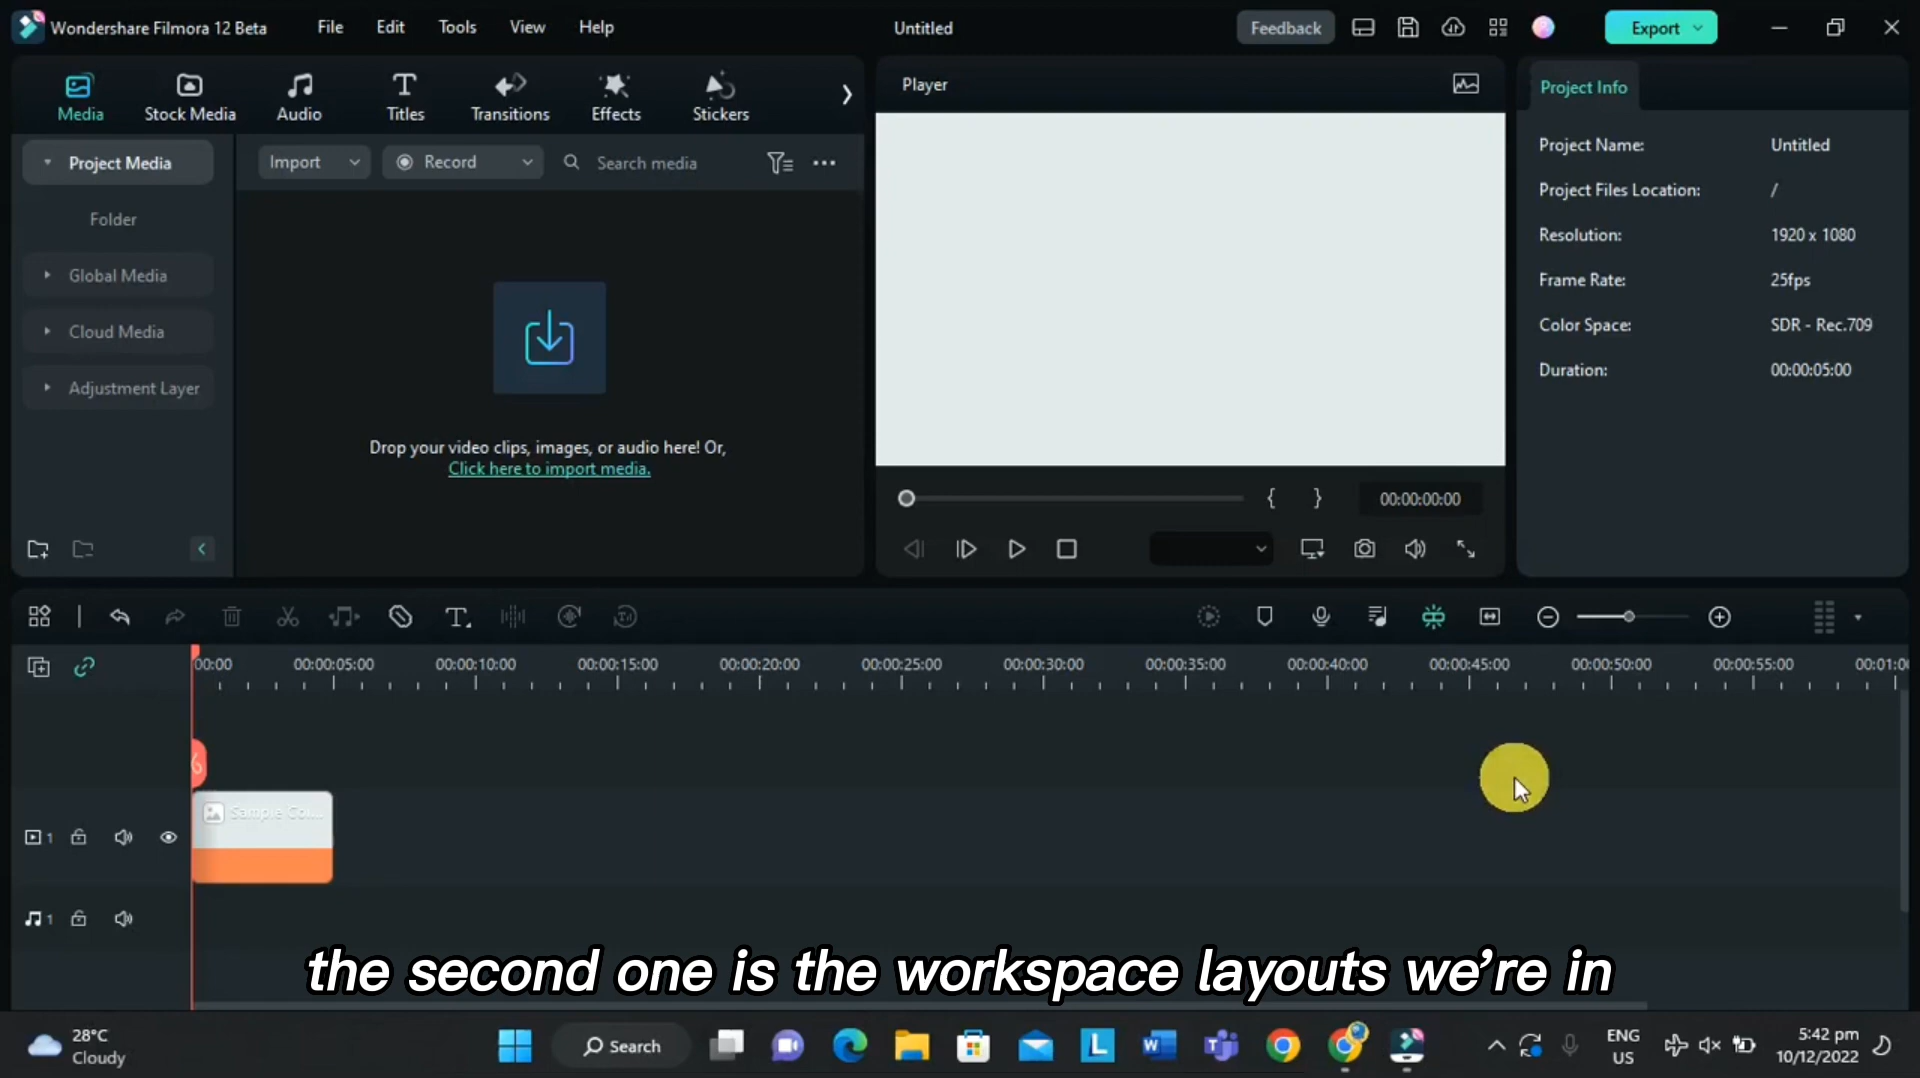 Wondershare Filmora 12 Beta
File
Edit
Tools
View
Help
Untitled
Feedback
Export
Media
Stock Media
Audio
Titles
Transitions
Effects
Stickers
Player
Project Info
Project Media
Import
Record
Search media
Folder
Global Media
Cloud Media
Adjustment Layer
Drop your video clips, images, or audio here! Or,
Click here to import media.
Project Name: Untitled
Project Files Location: /
Resolution: 1920 x 1080
Frame Rate: 25fps
Color Space: SDR - Rec.709
Duration: 00:00:05:00
{ } 00:00:00:00
00:00 00:00:05:00 00:00:10:00 00:00:15:00 00:00:20:00 00:00:25:00 00:00:30:00 00:00:35:00 00:00:40:00 00:00:45:00 00:00:50:00 00:00:55:00
Sample Col...
1
1
the second one is the workspace layouts we're in
28°C
Cloudy
Search
ENG
US
5:42 pm
10/12/2022